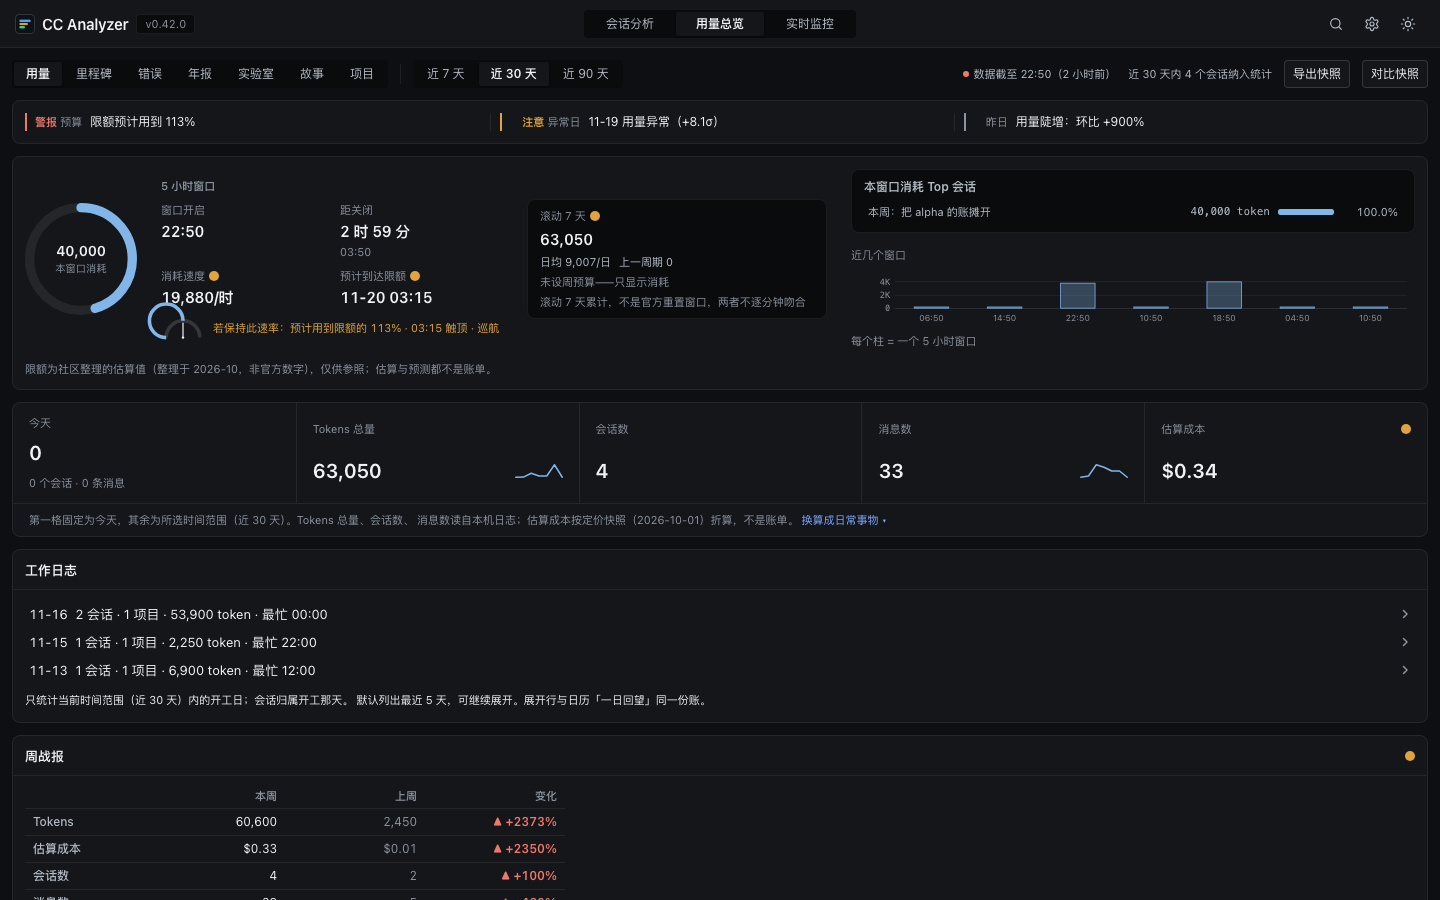 CC Analyzer v0.42.0 会话分析 用量总览 实时监控
用量 里程碑 错误 年报 实验室 故事 项目 近 7 天 近 30 天 近 90 天 数据截至 22:50（2 小时前） 近 30 天内 4 个会话纳入统计 导出快照 对比快照
警报 预算 限额预计用到 113% 注意 异常日 11-19 用量异常（+8.1σ） 昨日 用量陡增：环比 +900%
40,000
本窗口消耗
5 小时窗口
窗口开启 距关闭
22:50 2 时 59 分
03:50
消耗速度 预计到达限额
19,880/时 11-20 03:15
若保持此速率：预计用到限额的 113% · 03:15 触顶 · 巡航
滚动 7 天
63,050
日均 9,007/日 上一周期 0
未设周预算——只显示消耗
滚动 7 天累计，不是官方重置窗口，两者不逐分钟吻合
本窗口消耗 Top 会话
本周：把 alpha 的账摊开 40,000 token 100.0%
近几个窗口
4K
2K
0
06:50 14:50 22:50 10:50 18:50 04:50 10:50
每个柱 = 一个 5 小时窗口
限额为社区整理的估算值（整理于 2026-10，非官方数字），仅供参照；估算与预测都不是账单。
今天
0
0 个会话 · 0 条消息
Tokens 总量
63,050
会话数
4
消息数
33
估算成本
$0.34
第一格固定为今天，其余为所选时间范围（近 30 天）。Tokens 总量、会话数、 消息数读自本机日志；估算成本按定价快照（2026-10-01）折算，不是账单。 换算成日常事物
工作日志
11-16 2 会话 · 1 项目 · 53,900 token · 最忙 00:00
11-15 1 会话 · 1 项目 · 2,250 token · 最忙 22:00
11-13 1 会话 · 1 项目 · 6,900 token · 最忙 12:00
只统计当前时间范围（近 30 天）内的开工日；会话归属开工那天。 默认列出最近 5 天，可继续展开。展开行与日历「一日回望」同一份账。
周战报
本周 上周 变化
Tokens 60,600 2,450 ▲ +2373%
估算成本 $0.33 $0.01 ▲ +2350%
会话数 4 2 ▲ +100%